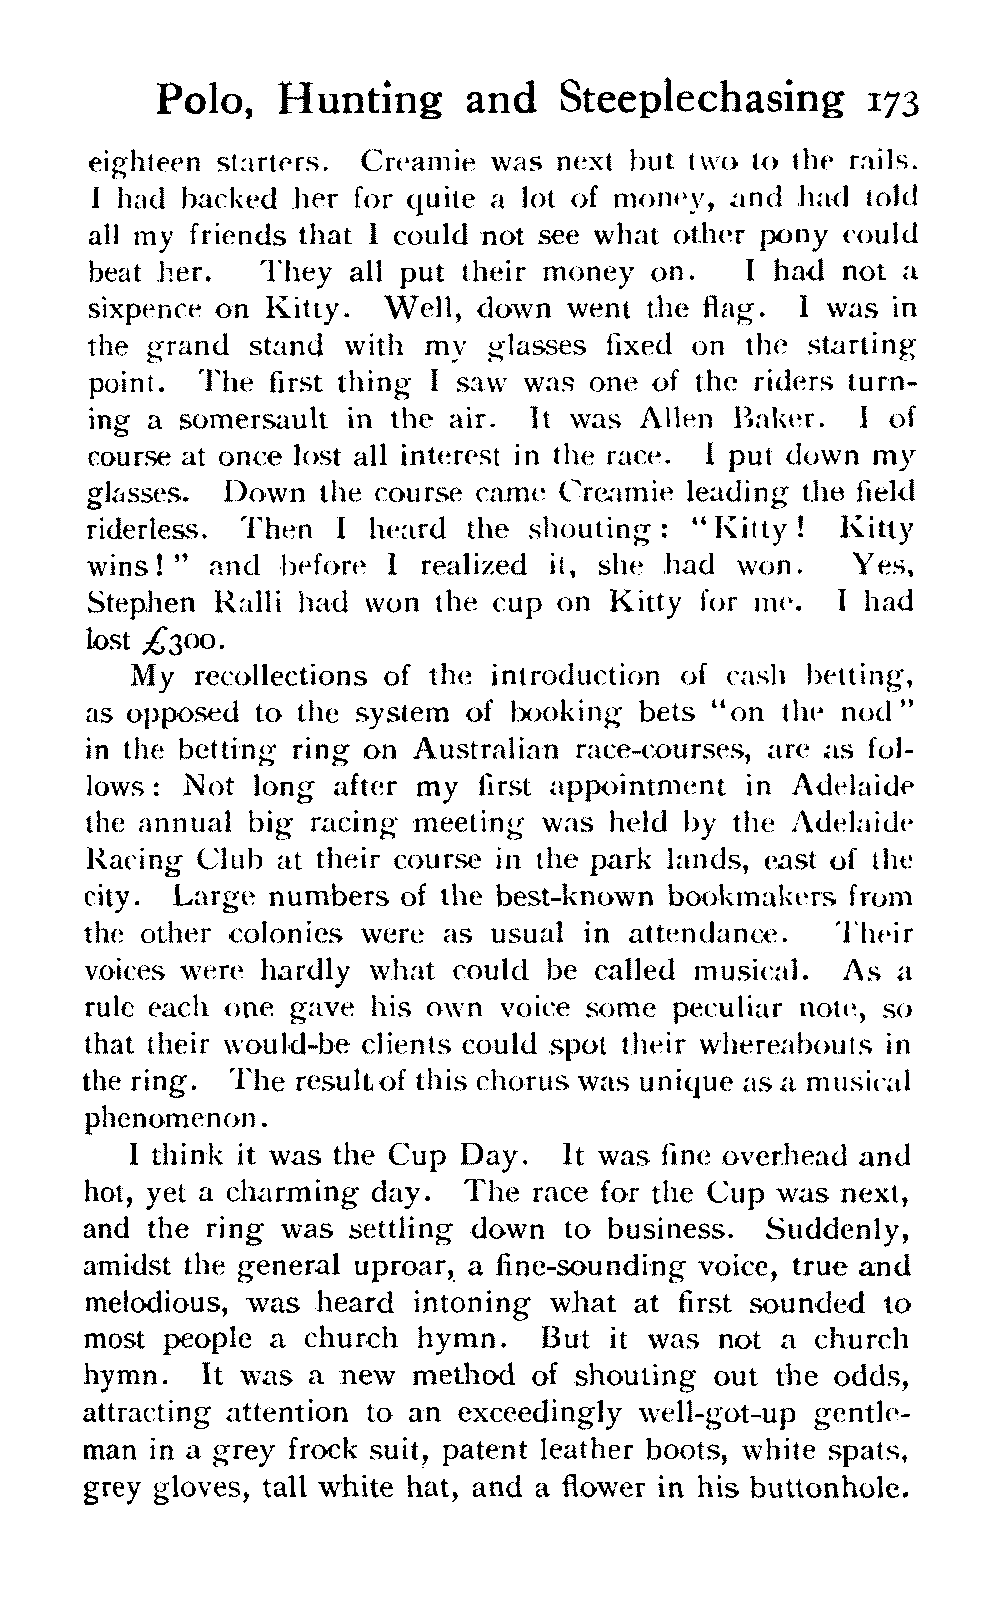 Polo, Hunting and Steeplechasing 173
eighteen starters. Creamie was next but two to the rails.
I had backed her for quite a lot of money, and had told
all my friends that I could not see what other pony could
beat her. They all put their money on. I had not a
sixpence on Kitty. Well, down went the flag. I was in
the grand stand with my glasses fixed on the starting
point. The first thing I saw was one of the riders turn-
ing a somersault in the air. It was Allen Baker. I of
course at once lost all interest in the race. I put down my
glasses. Down the course came Creamie leading the field
riderless. Then I heard the shouting: "Kitty! Kitty
wins!" and before I realized it, she had won. Yes,
Stephen Ralli had won the cup on Kitty for me. I had
lost £300.
My recollections of the introduction of cash betting,
as opposed to the system of booking bets "on the nod"
in the betting ring on Australian race-courses, are as fol-
lows: Not long after my first appointment in Adelaide
the annual big racing meeting was held by the Adelaide
Racing Club at their course in the park lands, east of the
city. Large numbers of the best-known bookmakers from
the other colonies were as usual in attendance. Their
voices were hardly what could be called musical. As a
rule each one gave his own voice some peculiar note, so
that their would-be clients could spot their whereabouts in
the ring. The result of this chorus was unique as a musical
phenomenon.
I think it was the Cup Day. It was fine overhead and
hot, yet a charming day. The race for the Cup was next,
and the ring was settling down to business. Suddenly,
amidst the general uproar, a fine-sounding voice, true and
melodious, was heard intoning what at first sounded to
most people a church hymn. But it was not a church
hymn. It was a new method of shouting out the odds,
attracting attention to an exceedingly well-got-up gentle-
man in a grey frock suit, patent leather boots, white spats,
grey gloves, tall white hat, and a flower in his buttonhole.